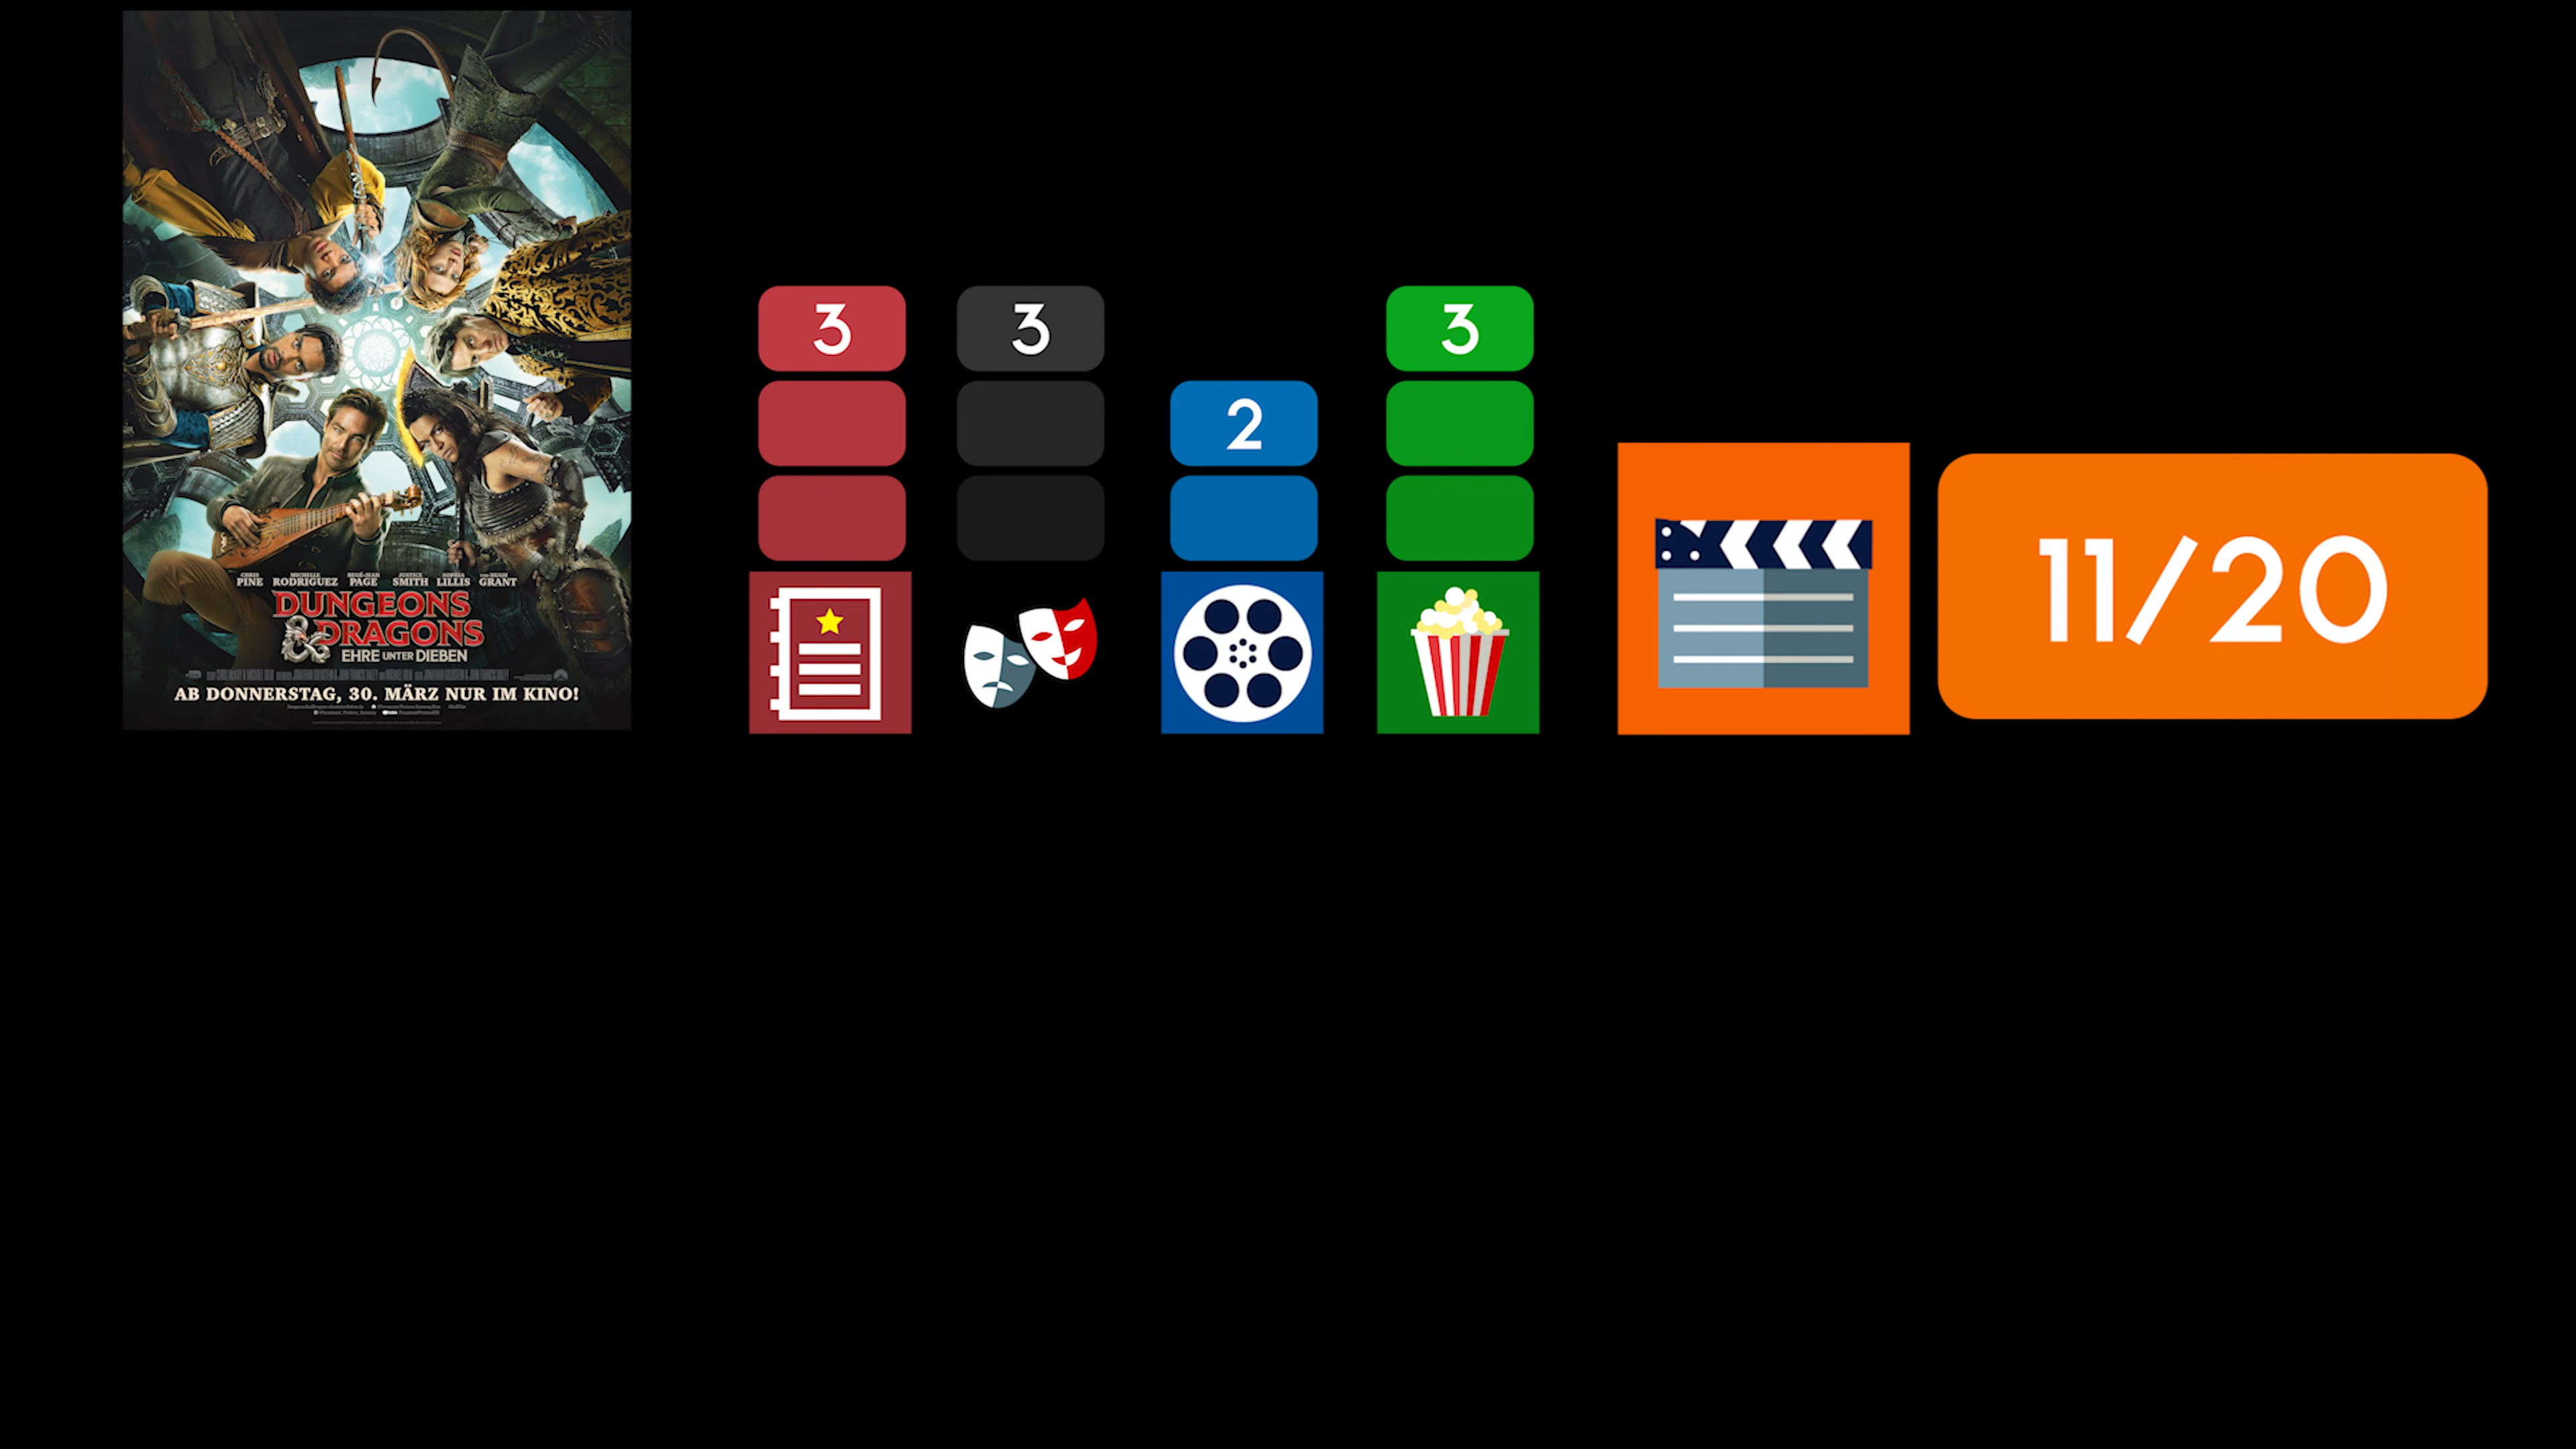 3
3
3
2
11/20
CHRIS PINE
MICHELLE RODRIGUEZ
REGÉ-JEAN PAGE
JUSTICE SMITH
SOPHIA LILLIS
HUGH GRANT
DUNGEONS
& DRAGONS
EHRE UNTER DIEBEN
AB DONNERSTAG, 30. MÄRZ NUR IM KINO!